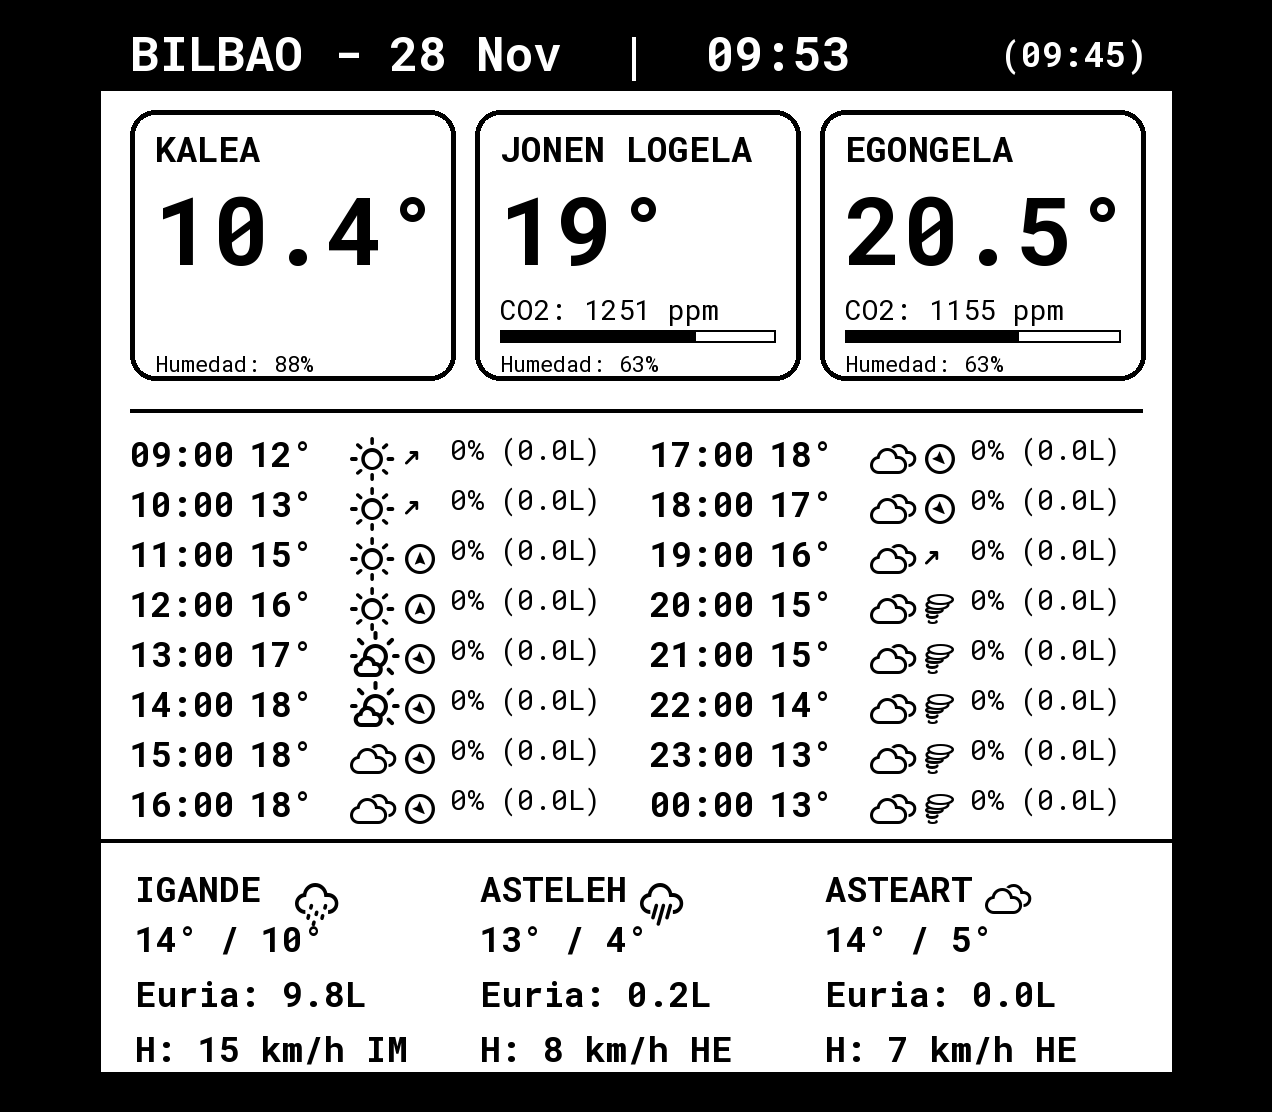 BILBAO - 28 Nov | 09:53 (09:45)
KALEA
10.4°
Humedad: 88%
JONEN LOGELA
19°
CO2: 1251 ppm
Humedad: 63%
EGONGELA
20.5°
CO2: 1155 ppm
Humedad: 63%
09:00 12° 0% (0.0L)
10:00 13° 0% (0.0L)
11:00 15° 0% (0.0L)
12:00 16° 0% (0.0L)
13:00 17° 0% (0.0L)
14:00 18° 0% (0.0L)
15:00 18° 0% (0.0L)
16:00 18° 0% (0.0L)
17:00 18° 0% (0.0L)
18:00 17° 0% (0.0L)
19:00 16° 0% (0.0L)
20:00 15° 0% (0.0L)
21:00 15° 0% (0.0L)
22:00 14° 0% (0.0L)
23:00 13° 0% (0.0L)
00:00 13° 0% (0.0L)
IGANDE
14° / 10°
Euria: 9.8L
H: 15 km/h IM
ASTELEH
13° / 4°
Euria: 0.2L
H: 8 km/h HE
ASTEART
14° / 5°
Euria: 0.0L
H: 7 km/h HE